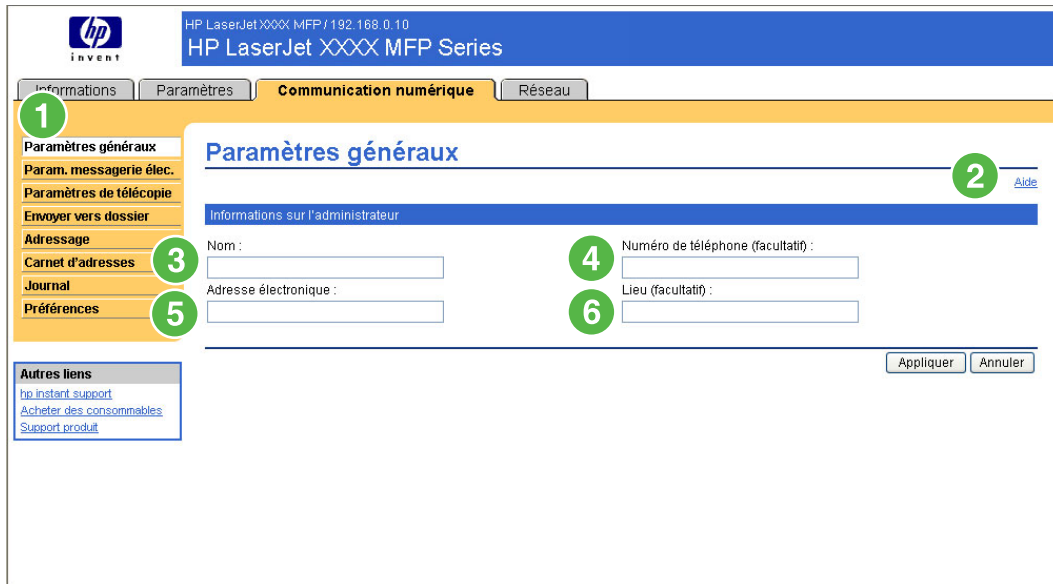 hp
invent
HP LaserJet XXXX MFP / 192.168.0.10
HP LaserJet XXXX MFP Series
Informations
Paramètres
Communication numérique
Réseau
1
Paramètres généraux
Param. messagerie élec.
Paramètres de télécopie
Envoyer vers dossier
Adressage
Carnet d'adresses
Journal
Préférences
Autres liens
hp instant support
Acheter des consommables
Support produit
Paramètres généraux
2
Aide
Informations sur l'administrateur
3
Nom :
4
Numéro de téléphone (facultatif) :
5
Adresse électronique :
6
Lieu (facultatif) :
Appliquer
Annuler